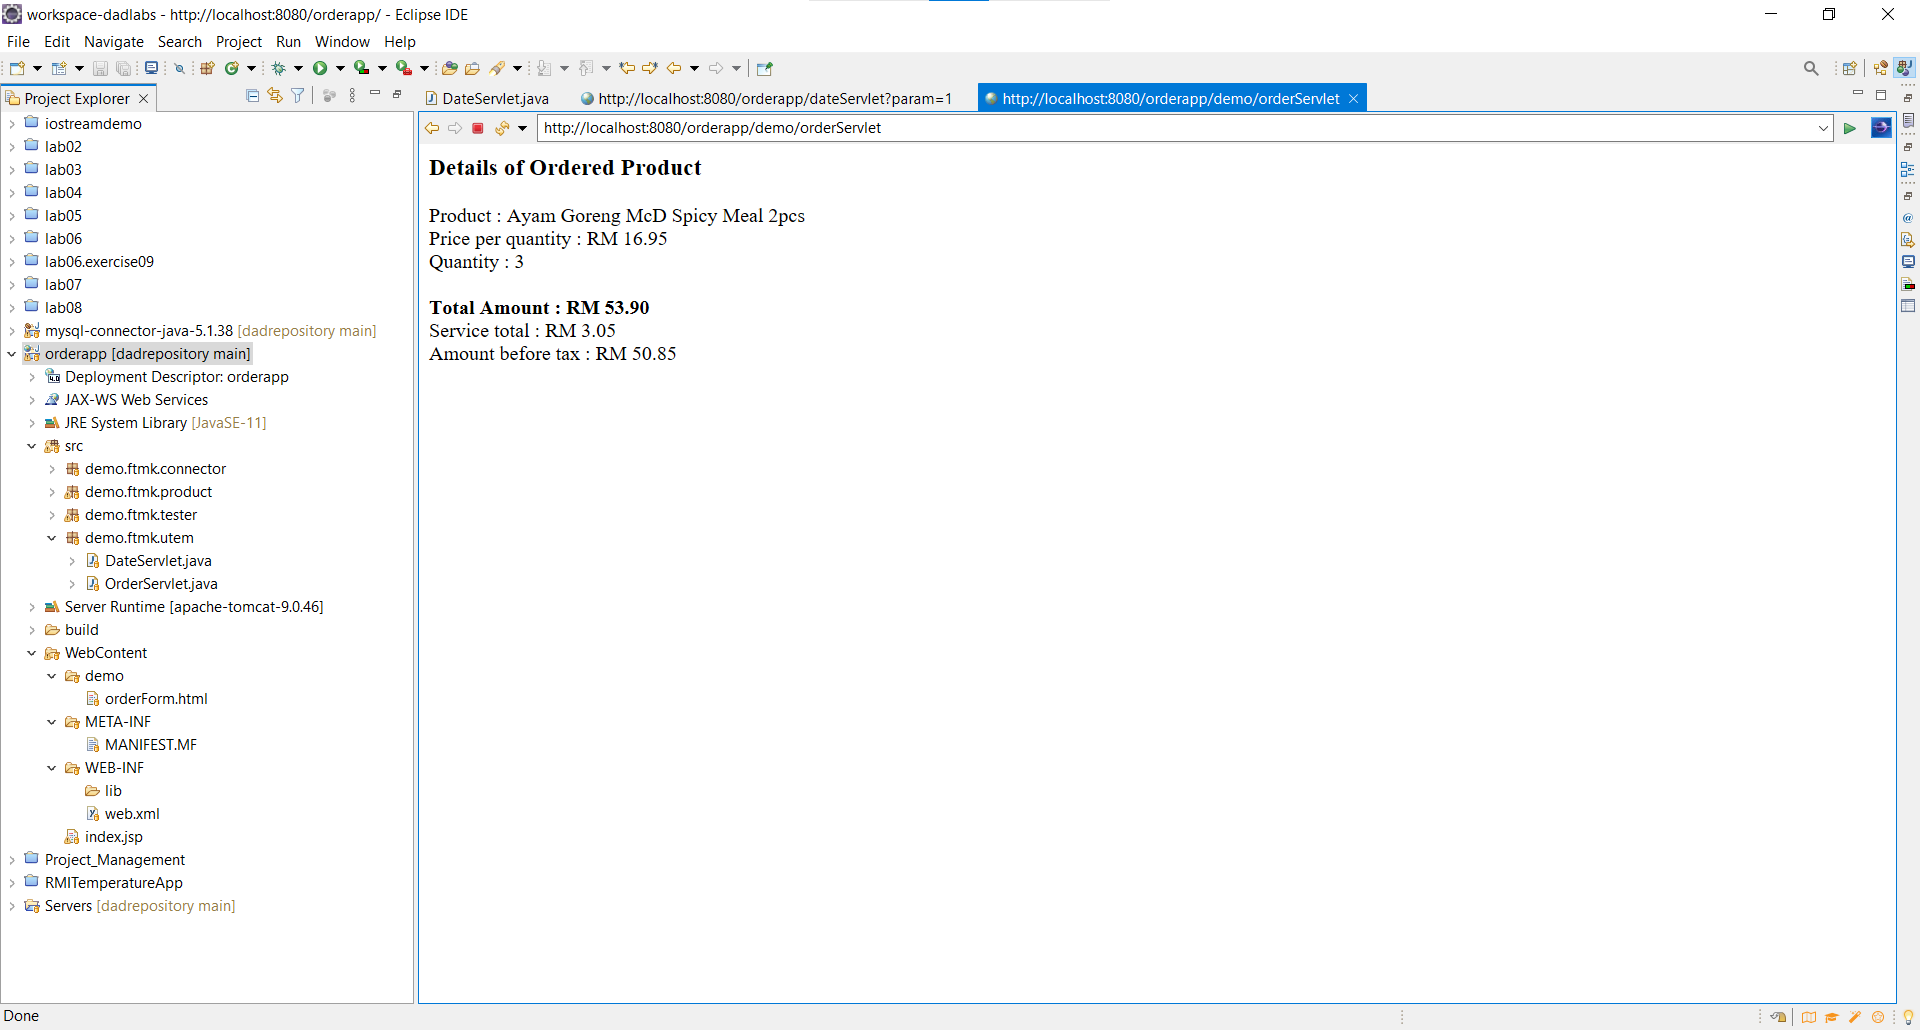 workspace-dadlabs - http://localhost:8080/orderapp/ - Eclipse IDE
File Edit Navigate Search Project Run Window Help
Project Explorer
DateServlet.java
http://localhost:8080/orderapp/dateServlet?param=1
http://localhost:8080/orderapp/demo/orderServlet
iostreamdemo
lab02
lab03
lab04
lab05
lab06
lab06.exercise09
lab07
lab08
mysql-connector-java-5.1.38 [dadrepository main]
orderapp [dadrepository main]
Deployment Descriptor: orderapp
JAX-WS Web Services
JRE System Library [JavaSE-11]
src
demo.ftmk.connector
demo.ftmk.product
demo.ftmk.tester
demo.ftmk.utem
DateServlet.java
OrderServlet.java
Server Runtime [apache-tomcat-9.0.46]
build
WebContent
demo
orderForm.html
META-INF
MANIFEST.MF
WEB-INF
lib
web.xml
index.jsp
Project_Management
RMITemperatureApp
Servers [dadrepository main]
http://localhost:8080/orderapp/demo/orderServlet
Details of Ordered Product
Product : Ayam Goreng McD Spicy Meal 2pcs
Price per quantity : RM 16.95
Quantity : 3
Total Amount : RM 53.90
Service total : RM 3.05
Amount before tax : RM 50.85
Done